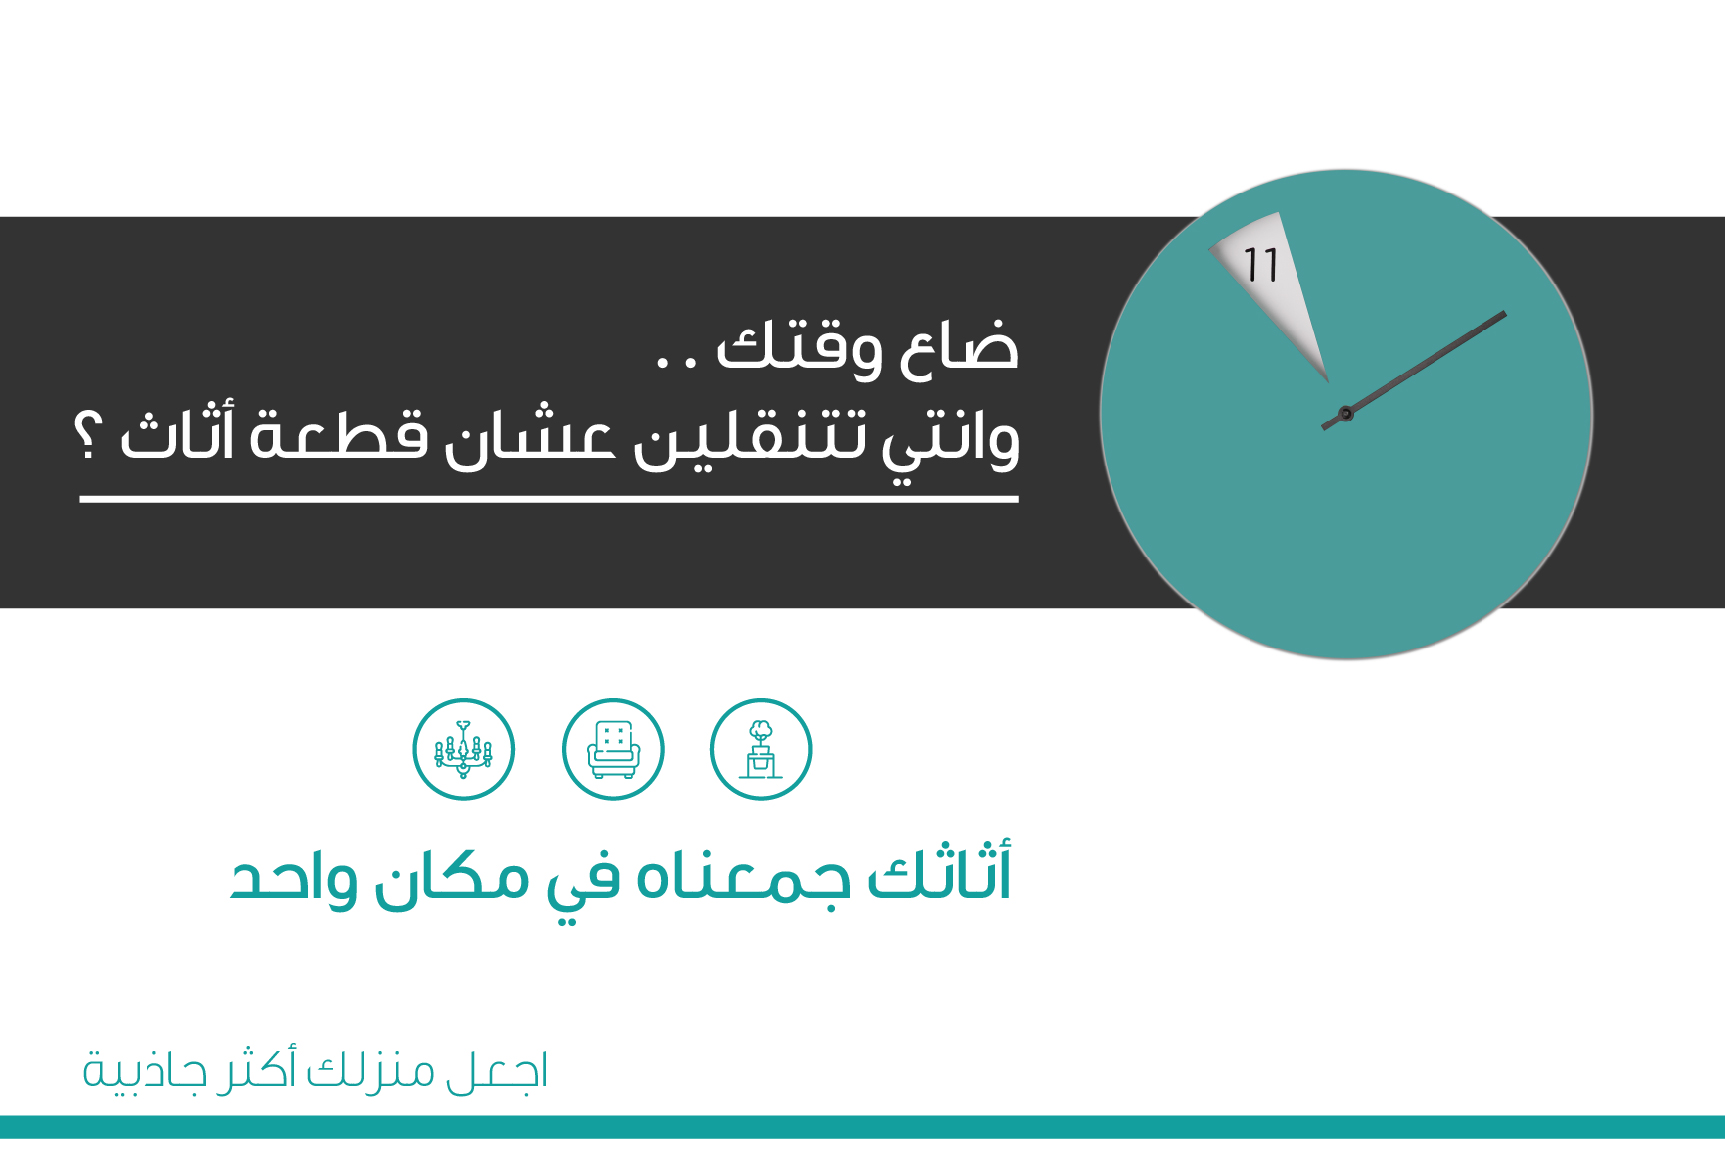 11
ضاع وقتك ..
وانتي تتنقلين عشان قطعة أثاث ؟
أثاثك جمعناه في مكان واحد
اجعل منزلك أكثر جاذبية